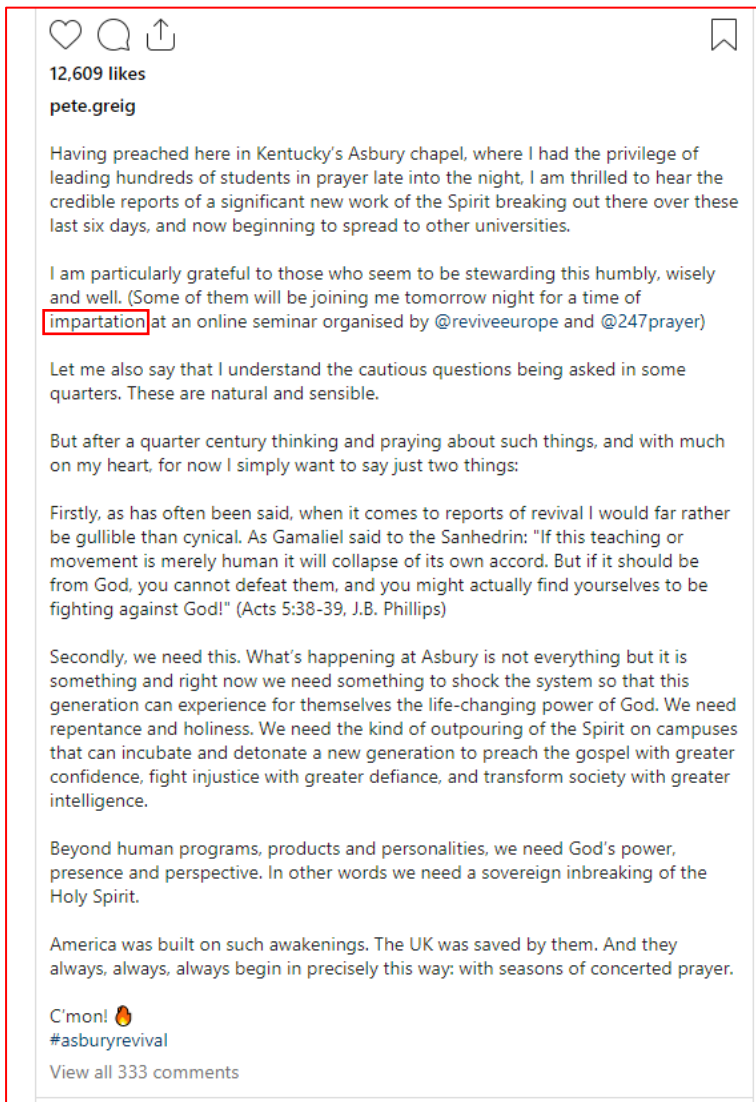 12,609 likes
pete.greig
Having preached here in Kentucky's Asbury chapel, where I had the privilege of
leading hundreds of students in prayer late into the night, I am thrilled to hear the
credible reports of a significant new work of the Spirit breaking out there over these
last six days, and now beginning to spread to other universities.
I am particularly grateful to those who seem to be stewarding this humbly, wisely
and well. (Some of them will be joining me tomorrow night for a time of
impartation at an online seminar organised by @reviveeurope and @247prayer)
Let me also say that I understand the cautious questions being asked in some
quarters. These are natural and sensible.
But after a quarter century thinking and praying about such things, and with much
on my heart, for now I simply want to say just two things:
Firstly, as has often been said, when it comes to reports of revival I would far rather
be gullible than cynical. As Gamaliel said to the Sanhedrin: "If this teaching or
movement is merely human it will collapse of its own accord. But if it should be
from God, you cannot defeat them, and you might actually find yourselves to be
fighting against God!" (Acts 5:38-39, J.B. Phillips)
Secondly, we need this. What's happening at Asbury is not everything but it is
something and right now we need something to shock the system so that this
generation can experience for themselves the life-changing power of God. We need
repentance and holiness. We need the kind of outpouring of the Spirit on campuses
that can incubate and detonate a new generation to preach the gospel with greater
confidence, fight injustice with greater defiance, and transform society with greater
intelligence.
Beyond human programs, products and personalities, we need God's power,
presence and perspective. In other words we need a sovereign inbreaking of the
Holy Spirit.
America was built on such awakenings. The UK was saved by them. And they
always, always, always begin in precisely this way: with seasons of concerted prayer.
C'mon! 🔥
#asburyrevival
View all 333 comments